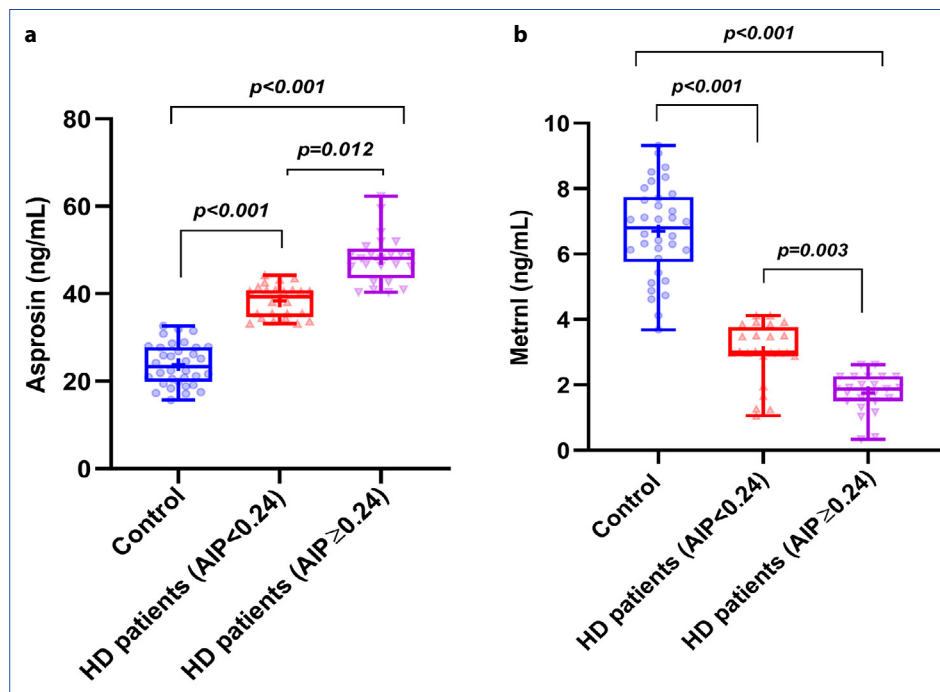 a
p<0.001
p=0.012
p<0.001
Asprosin (ng/mL)
80
60
40
20
0
Control
HD patients (AIP<0.24)
HD patients (AIP≥0.24)
b
p<0.001
p<0.001
p=0.003
Metrnl (ng/mL)
10
8
6
4
2
0
Control
HD patients (AIP<0.24)
HD patients (AIP≥0.24)